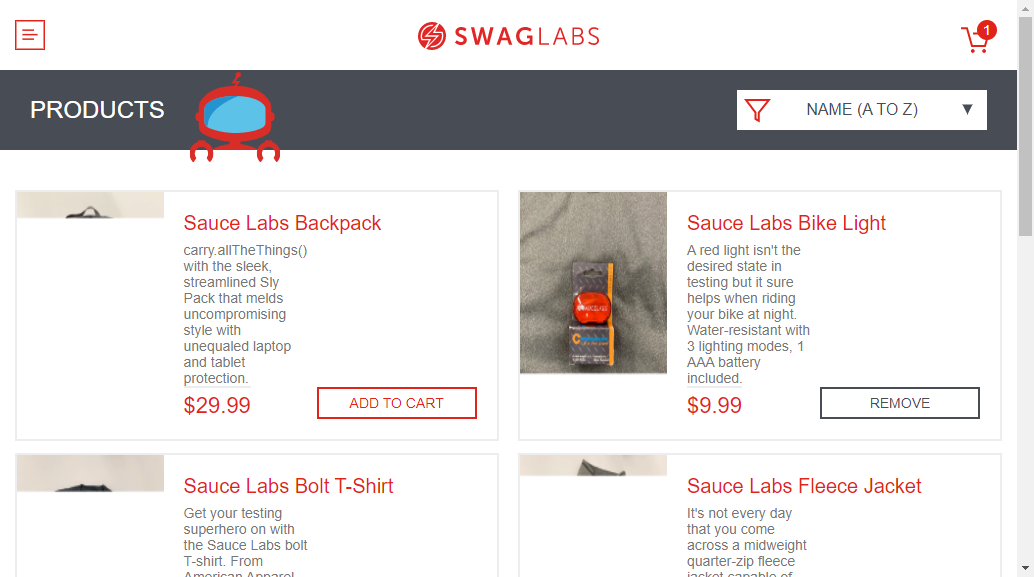 SWAGLABS
1
PRODUCTS
NAME (A TO Z)
Sauce Labs Backpack
carry.allTheThings()
with the sleek,
streamlined Sly
Pack that melds
uncompromising
style with
unequaled laptop
and tablet
protection.
$29.99
ADD TO CART
Sauce Labs Bike Light
A red light isn't the
desired state in
testing but it sure
helps when riding
your bike at night.
Water-resistant with
3 lighting modes, 1
AAA battery
included.
$9.99
REMOVE
Sauce Labs Bolt T-Shirt
Get your testing
superhero on with
the Sauce Labs bolt
T-shirt. From
American Apparel
Sauce Labs Fleece Jacket
It's not every day
that you come
across a midweight
quarter-zip fleece
jacket capable of